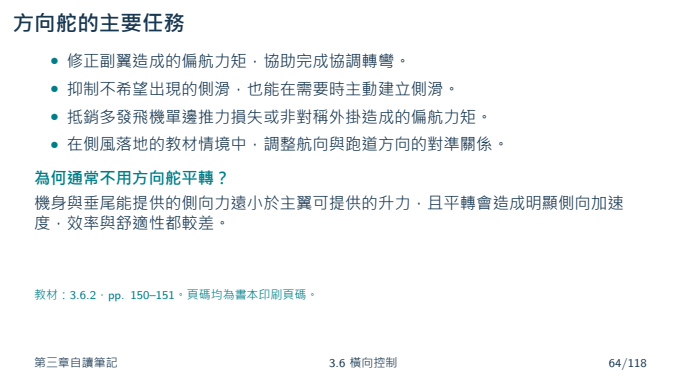 方向舵的主要任務
• 修正副翼造成的偏航力矩，協助完成協調轉彎。
• 抑制不希望出現的側滑，也能在需要時主動建立側滑。
• 抵銷多發飛機單邊推力損失或非對稱外掛造成的偏航力矩。
• 在側風落地的教材情境中，調整航向與跑道方向的對準關係。
為何通常不用方向舵平轉？
機身與垂尾能提供的側向力遠小於主翼可提供的升力，且平轉會造成明顯側向加速
度，效率與舒適性都較差。
教材：3.6.2，pp. 150–151。頁碼均為書本印刷頁碼。
第三章自讀筆記 3.6 橫向控制 64/118